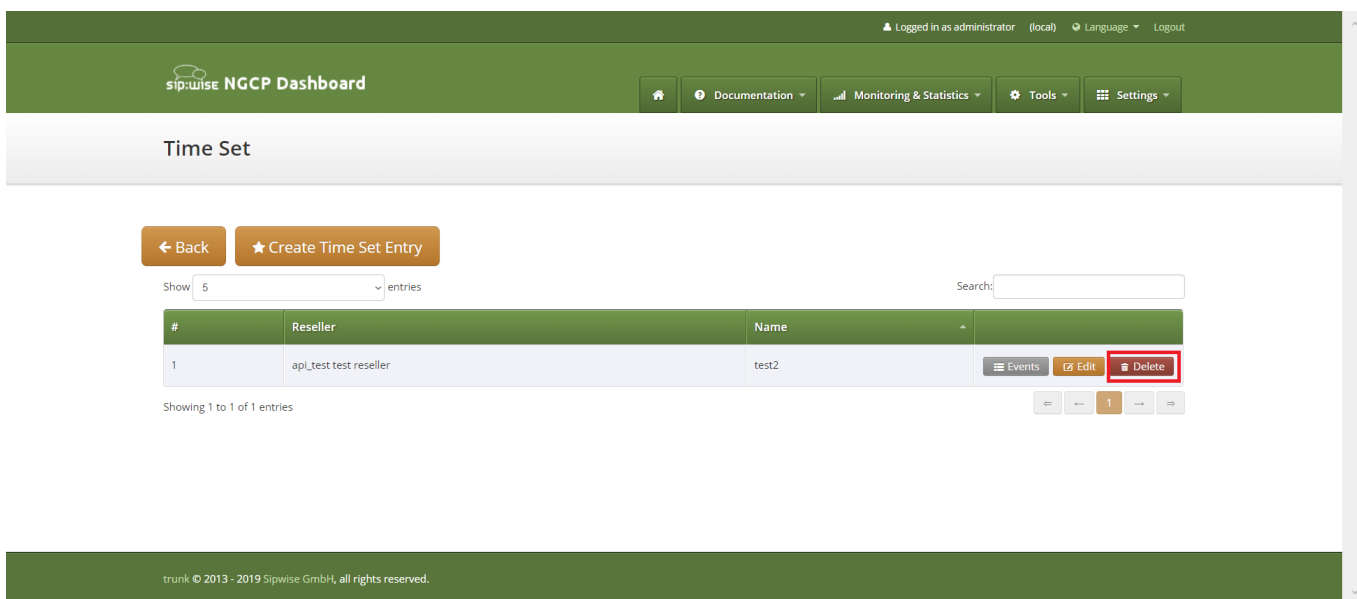 Logged in as administrator (local) Language Logout
sip:wise NGCP Dashboard
Documentation Monitoring & Statistics Tools Settings
Time Set
Back Create Time Set Entry
Show 5 entries Search:
# Reseller Name
1 api_test test reseller test2 Events Edit Delete
Showing 1 to 1 of 1 entries ⇐ ← 1 → ⇒
trunk © 2013 - 2019 Sipwise GmbH, all rights reserved.